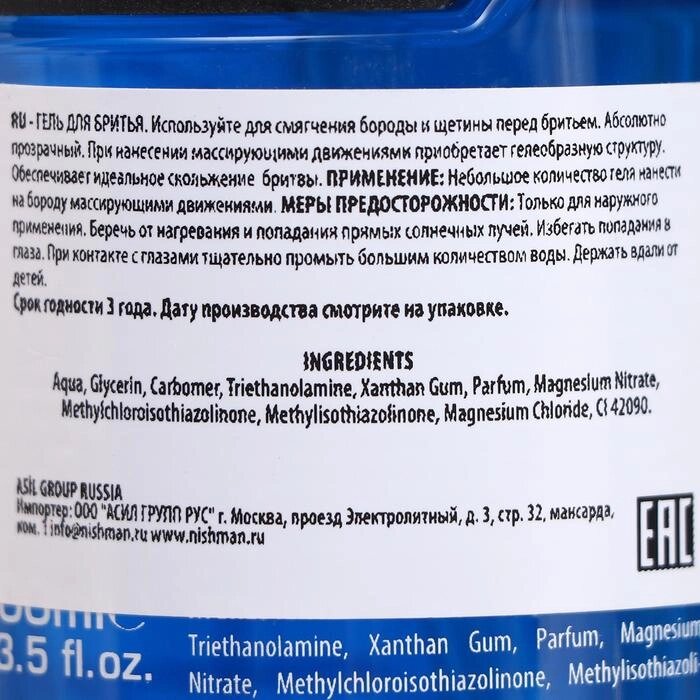 RU - ГЕЛЬ ДЛЯ БРИТЬЯ. Используйте для смягчения бороды и щетины перед бритьем. Абсолютно
прозрачный. При нанесении массирующими движениями приобретает гелеобразную структуру.
Обеспечивает идеальное скольжение бритвы. ПРИМЕНЕНИЕ: Небольшое количество геля нанести
на бороду массирующими движениями. МЕРЫ ПРЕДОСТОРОЖНОСТИ: Только для наружного
применения. Беречь от нагревания и попадания прямых солнечных лучей. Избегать попадания в
глаза. При контакте с глазами тщательно промыть большим количеством воды. Держать вдали от
детей.
Срок годности 3 года. Дату производства смотрите на упаковке.
INGREDIENTS
Aqua, Glycerin, Carbomer, Triethanolamine, Xanthan Gum, Parfum, Magnesium Nitrate,
Methylchloroisothiazolinone, Methylisothiazolinone, Magnesium Chloride, CI 42090.
ASİL GROUP RUSSIA
Импортер: ООО "АСИЛ ГРУПП РУС" г. Москва, проезд Электролитный, д. 3, стр. 32, мансарда,
ком. 1 info@nishman.ru www.nishman.ru
EAC
3.5 fl.oz.
Triethanolamine, Xanthan Gum, Parfum, Magnesium
Nitrate, Methylchloroisothiazolinone, Methylisothiazoli